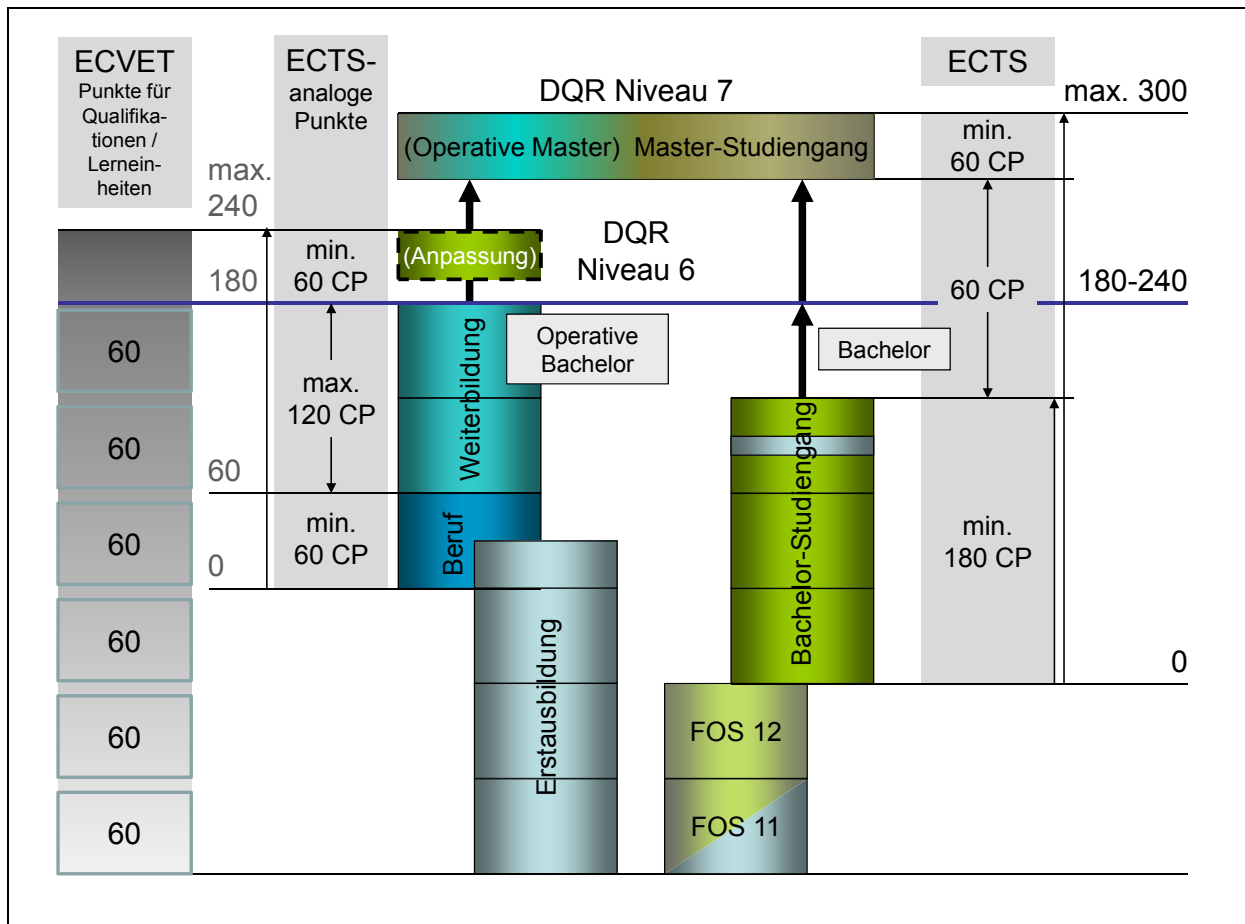 ECVET
Punkte für
Qualifika-
tionen /
Lernein-
heiten
ECTS-
analoge
Punkte
DQR Niveau 7
ECTS
max. 300
(Operative Master)
Master-Studiengang
min.
60 CP
max.
240
min.
60 CP
(Anpassung)
DQR
Niveau 6
180
60 CP
180-240
60
60
60
60
60
60
max.
120 CP
Weiterbildung
Operative
Bachelor
Bachelor
60
min.
60 CP
Beruf
0
Erstausbildung
Bachelor-Studiengang
min.
180 CP
0
FOS 12
FOS 11